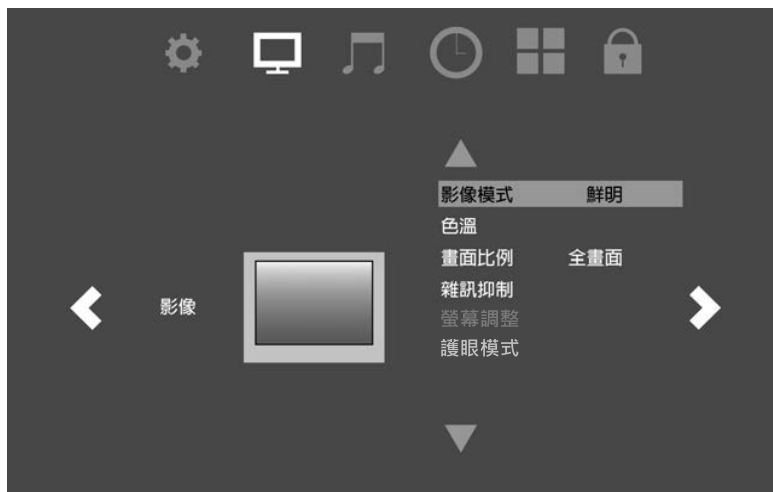 影像模式 鮮明
色溫
畫面比例 全畫面
雜訊抑制
影像
螢幕調整
護眼模式